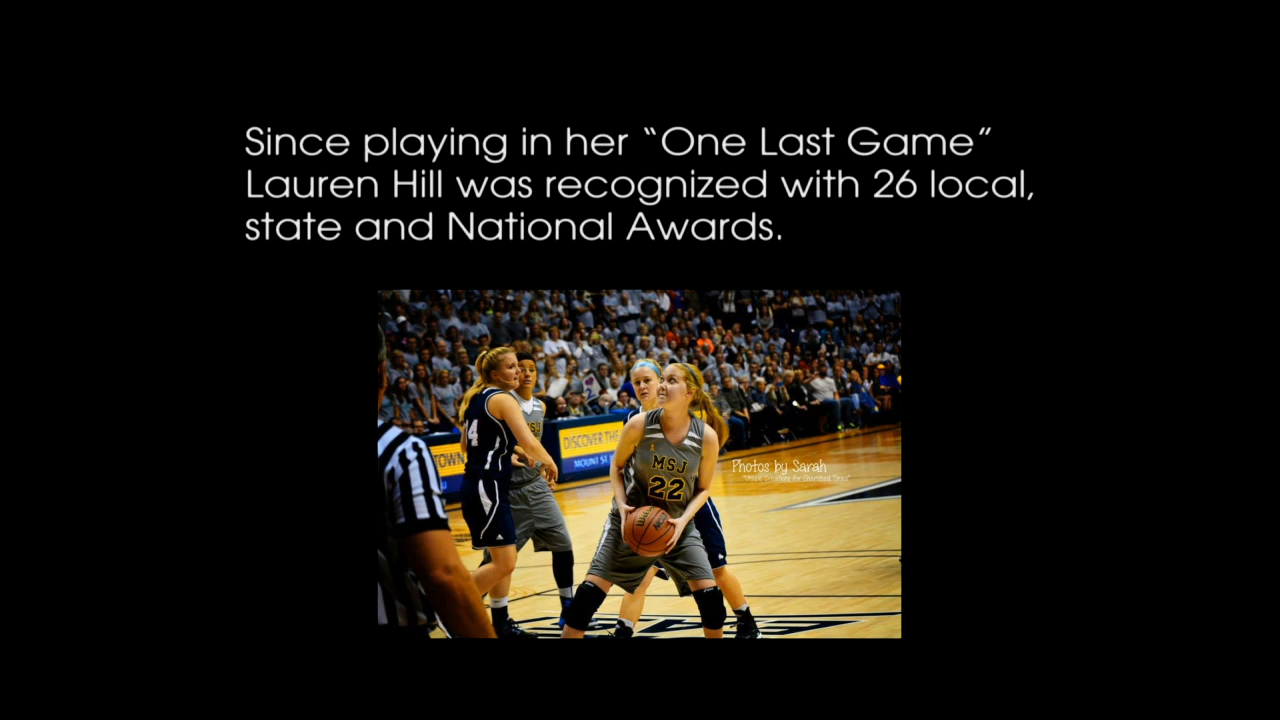 Since playing in her “One Last Game”
Lauren Hill was recognized with 26 local,
state and National Awards.
DISCOVER THE
TOWN
MOUNT ST
MSJ
22
Photos by Sarah